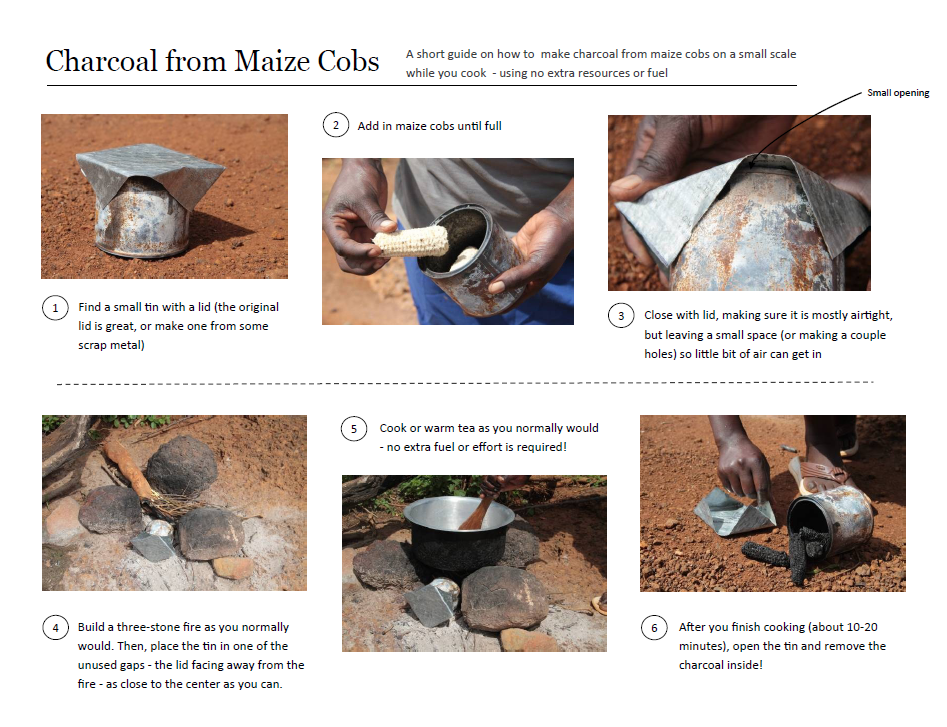 Charcoal from Maize Cobs
A short guide on how to make charcoal from maize cobs on a small scale
while you cook - using no extra resources or fuel
Small opening
1
Find a small tin with a lid (the original
lid is great, or make one from some
scrap metal)
2
Add in maize cobs until full
3
Close with lid, making sure it is mostly airtight,
but leaving a small space (or making a couple
holes) so little bit of air can get in
4
Build a three-stone fire as you normally
would. Then, place the tin in one of the
unused gaps - the lid facing away from the
fire - as close to the center as you can.
5
Cook or warm tea as you normally would
- no extra fuel or effort is required!
6
After you finish cooking (about 10-20
minutes), open the tin and remove the
charcoal inside!